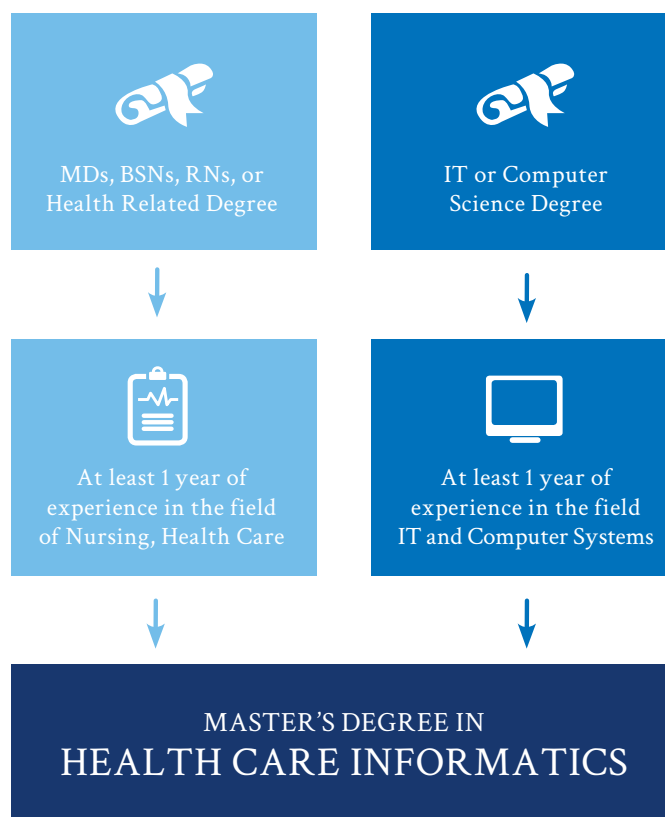 MDs, BSNs, RNs, or
Health Related Degree
IT or Computer
Science Degree
At least 1 year of
experience in the field
of Nursing, Health Care
At least 1 year of
experience in the field
IT and Computer Systems
MASTER’S DEGREE IN
HEALTH CARE INFORMATICS